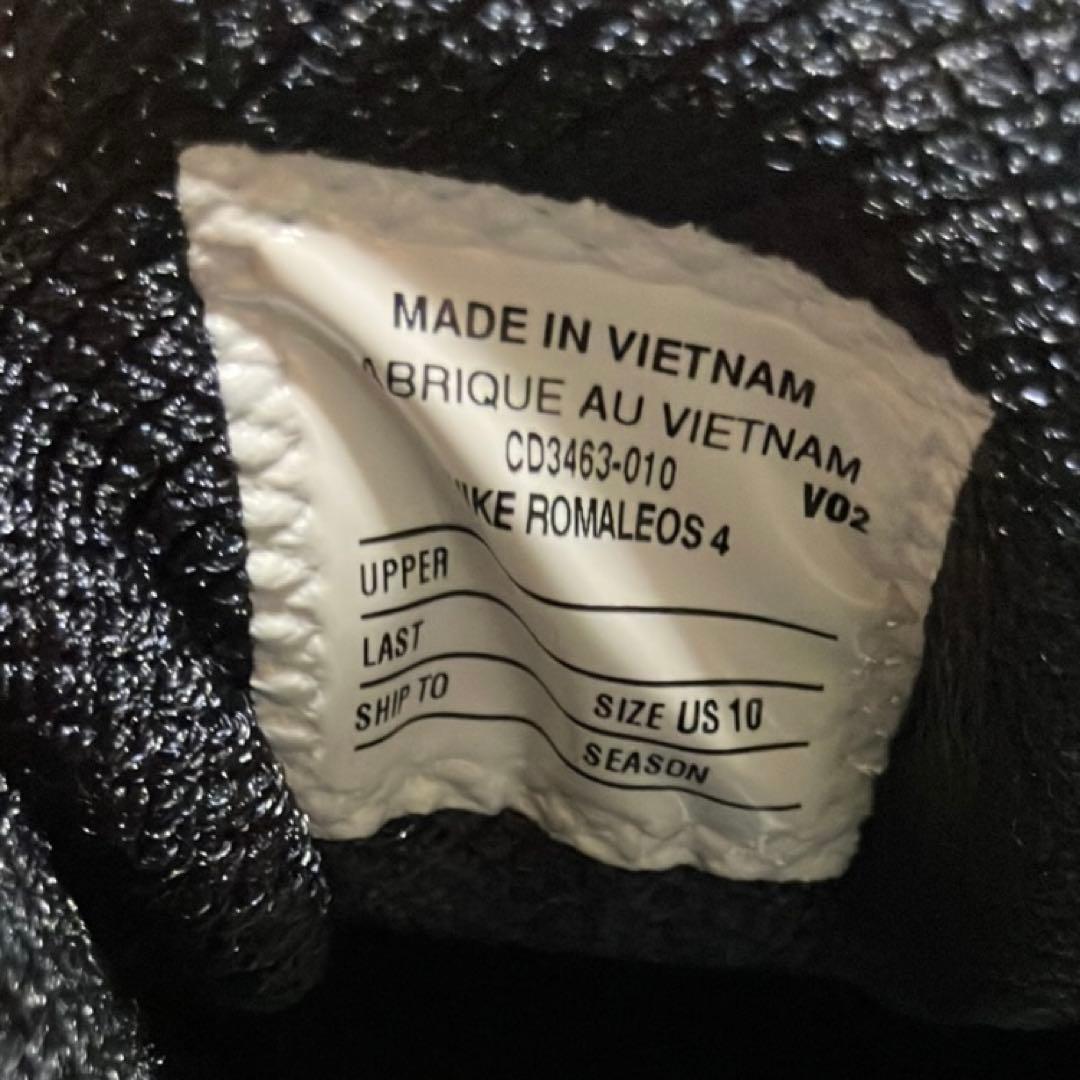 MADE IN VIETNAM
ABRIQUE AU VIETNAM
CD3463-010
IKE ROMALEOS 4 VO2
UPPER
LAST
SHIP TO SIZE US 10
SEASON